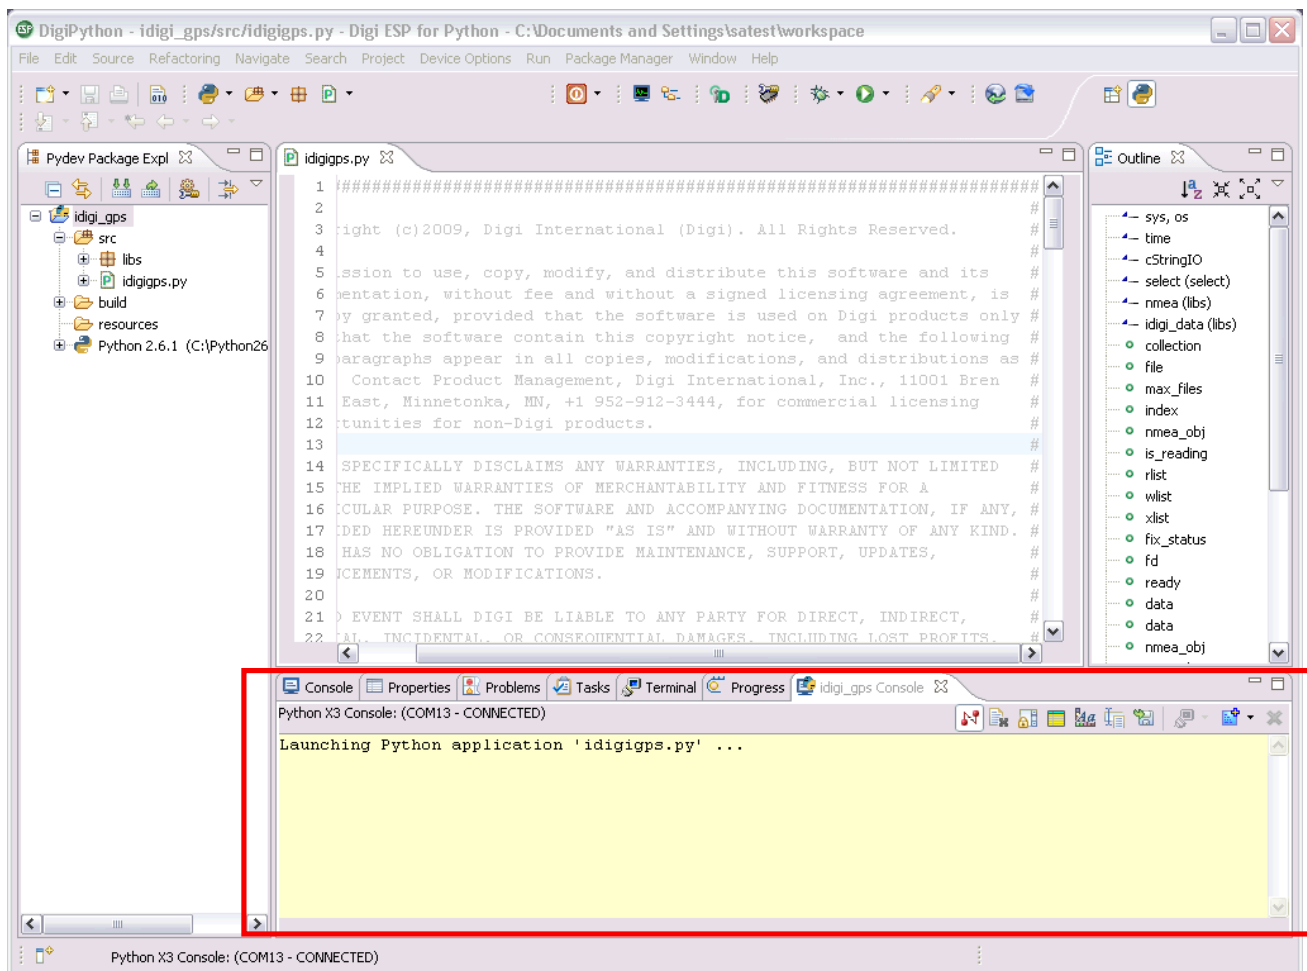 DigiPython - idigi_gps/src/idigigps.py - Digi ESP for Python - C:\Documents and Settings\satest\workspace
File Edit Source Refactoring Navigate Search Project Device Options Run Package Manager Window Help
Pydev Package Expl
idigi_gps
src
libs
idigigps.py
build
resources
Python 2.6.1 (C:\Python26
idigigps.py
1 #########################################################################
2 #
3 right (c)2009, Digi International (Digi). All Rights Reserved. #
4 #
5 ission to use, copy, modify, and distribute this software and its #
6 mentation, without fee and without a signed licensing agreement, is #
7 by granted, provided that the software is used on Digi products only #
8 that the software contain this copyright notice, and the following #
9 paragraphs appear in all copies, modifications, and distributions as #
10 Contact Product Management, Digi International, Inc., 11001 Bren #
11 East, Minnetonka, MN, +1 952-912-3444, for commercial licensing #
12 tunities for non-Digi products. #
13 #
14 SPECIFICALLY DISCLAIMS ANY WARRANTIES, INCLUDING, BUT NOT LIMITED #
15 THE IMPLIED WARRANTIES OF MERCHANTABILITY AND FITNESS FOR A #
16 ICULAR PURPOSE. THE SOFTWARE AND ACCOMPANYING DOCUMENTATION, IF ANY, #
17 IDED HEREUNDER IS PROVIDED "AS IS" AND WITHOUT WARRANTY OF ANY KIND. #
18 HAS NO OBLIGATION TO PROVIDE MAINTENANCE, SUPPORT, UPDATES, #
19 NCEMENTS, OR MODIFICATIONS. #
20 #
21 O EVENT SHALL DIGI BE LIABLE TO ANY PARTY FOR DIRECT, INDIRECT, #
22 IAL, INCIDENTAL, OR CONSEQUENTIAL DAMAGES, INCLUDING LOST PROFITS, #
Outline
sys, os
time
cStringIO
select (select)
nmea (libs)
idigi_data (libs)
collection
file
max_files
index
nmea_obj
is_reading
rlist
wlist
xlist
fix_status
fd
ready
data
data
nmea_obj
Console Properties Problems Tasks Terminal Progress idigi_gps Console
Python X3 Console: (COM13 - CONNECTED)
Launching Python application 'idigigps.py' ...
Python X3 Console: (COM13 - CONNECTED)